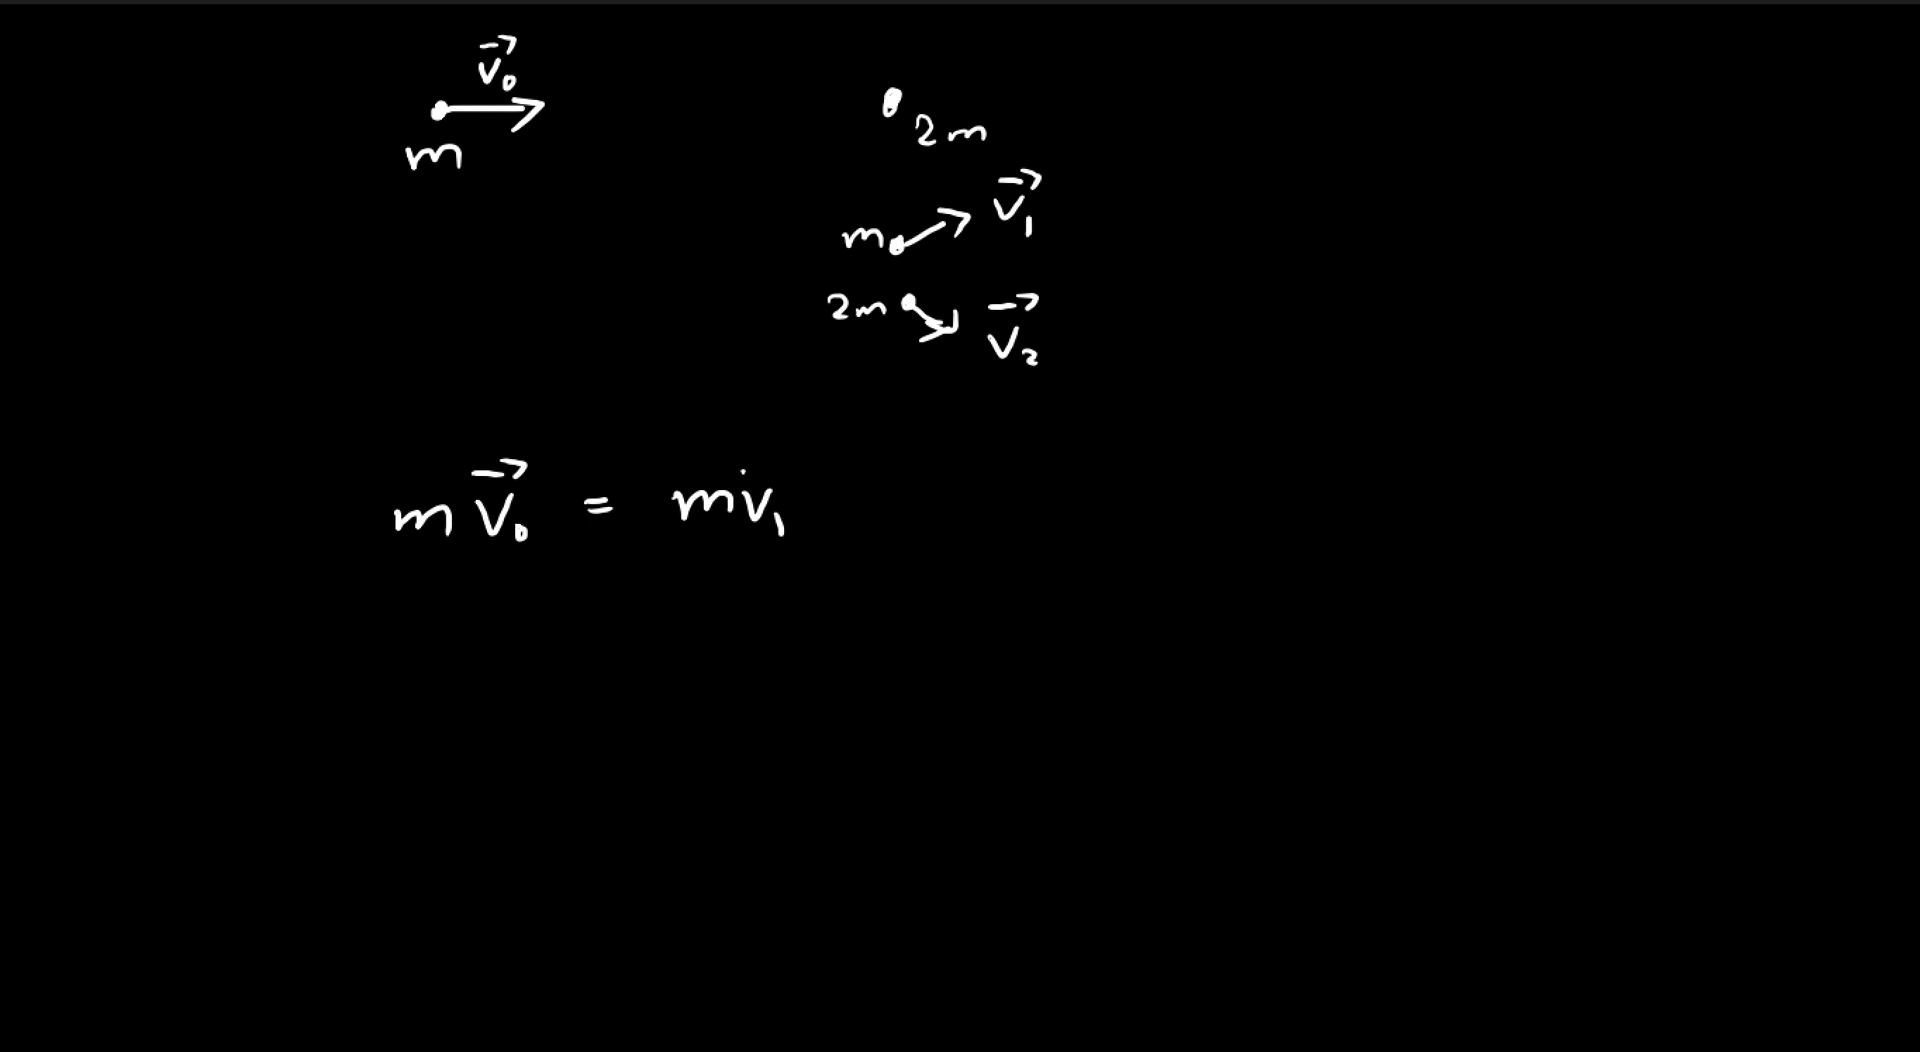 v⃗₀
m
2m
m v⃗₁
2m v⃗₂
m v⃗₀ = mv₁